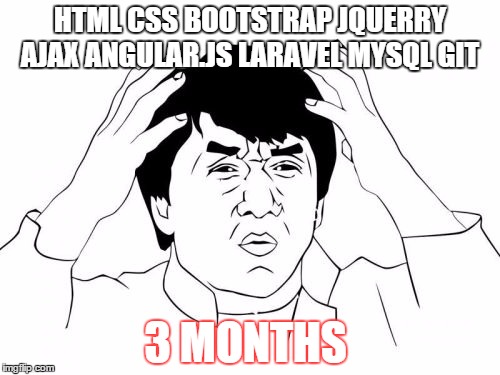 HTML CSS BOOTSTRAP JQUERRY
AJAX ANGULAR.JS LARAVEL MYSQL GIT
3 MONTHS
imgflip.com